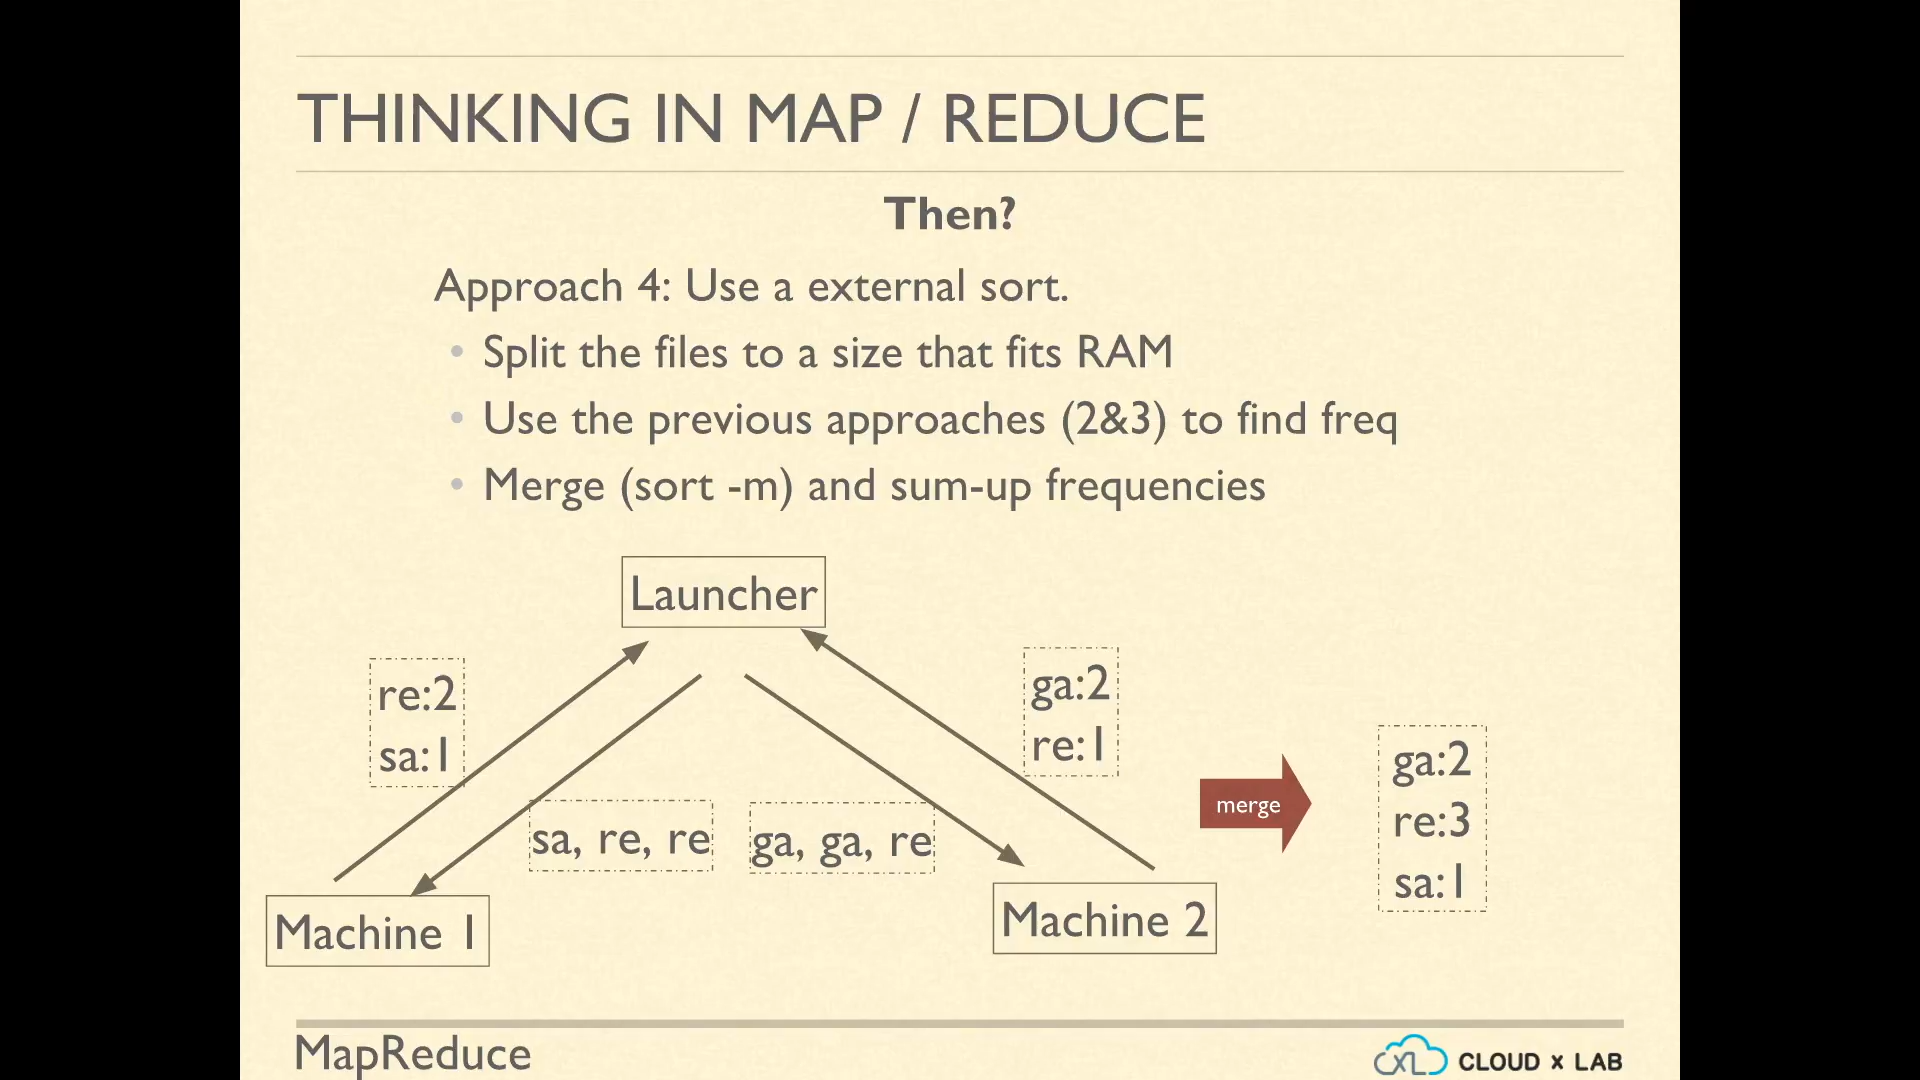 THINKING IN MAP / REDUCE
Then?
Approach 4: Use a external sort.
• Split the files to a size that fits RAM
• Use the previous approaches (2&3) to find freq
• Merge (sort -m) and sum-up frequencies
Launcher
re:2
sa:1
ga:2
re:1
sa, re, re
ga, ga, re
merge
ga:2
re:3
sa:1
Machine 1
Machine 2
MapReduce
CXL CLOUD x LAB